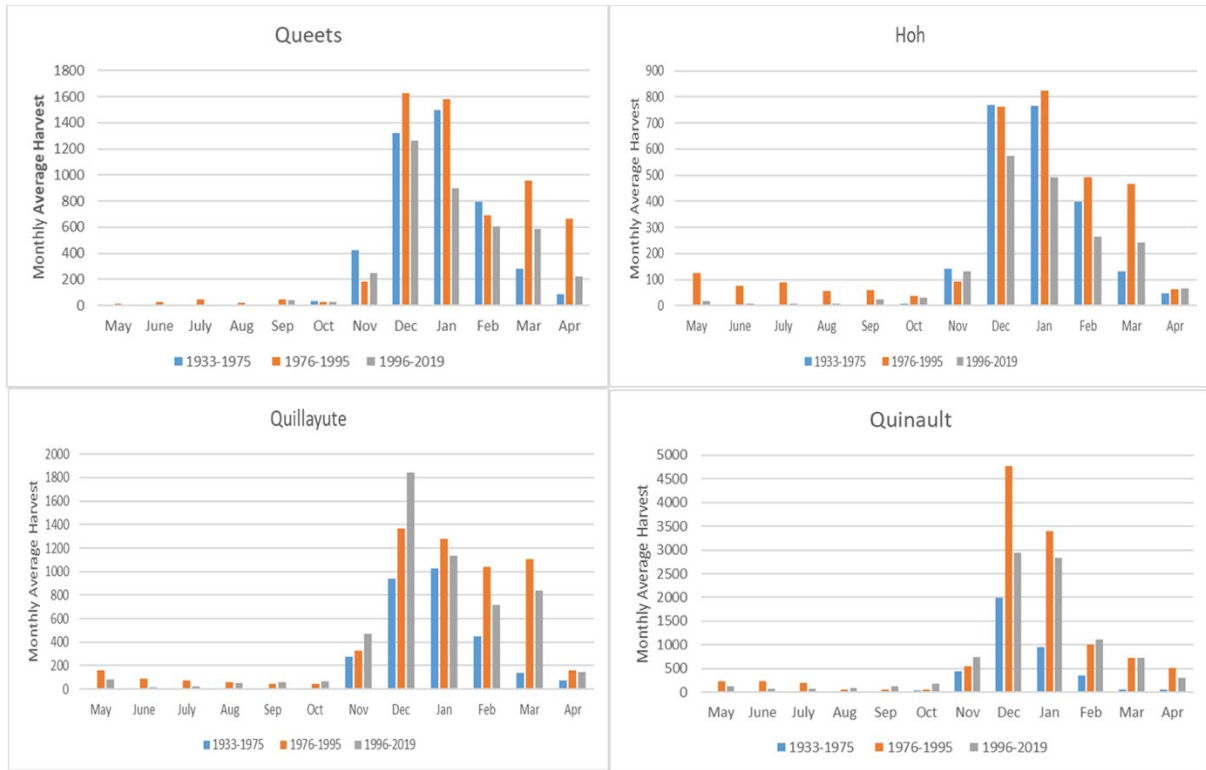 Queets
Monthly Average Harvest
1800
1600
1400
1200
1000
800
600
400
200
0
May June July Aug Sep Oct Nov Dec Jan Feb Mar Apr
1933-1975 1976-1995 1996-2019
Hoh
Monthly Average Harvest
900
800
700
600
500
400
300
200
100
0
May June July Aug Sep Oct Nov Dec Jan Feb Mar Apr
1933-1975 1976-1995 1996-2019
Quillayute
Monthly Average Harvest
2000
1800
1600
1400
1200
1000
800
600
400
200
0
May June July Aug Sep Oct Nov Dec Jan Feb Mar Apr
1933-1975 1976-1995 1996-2019
Quinault
Monthly Average Harvest
5000
4500
4000
3500
3000
2500
2000
1500
1000
500
0
May June July Aug Sep Oct Nov Dec Jan Feb Mar Apr
1933-1975 1976-1995 1996-2019